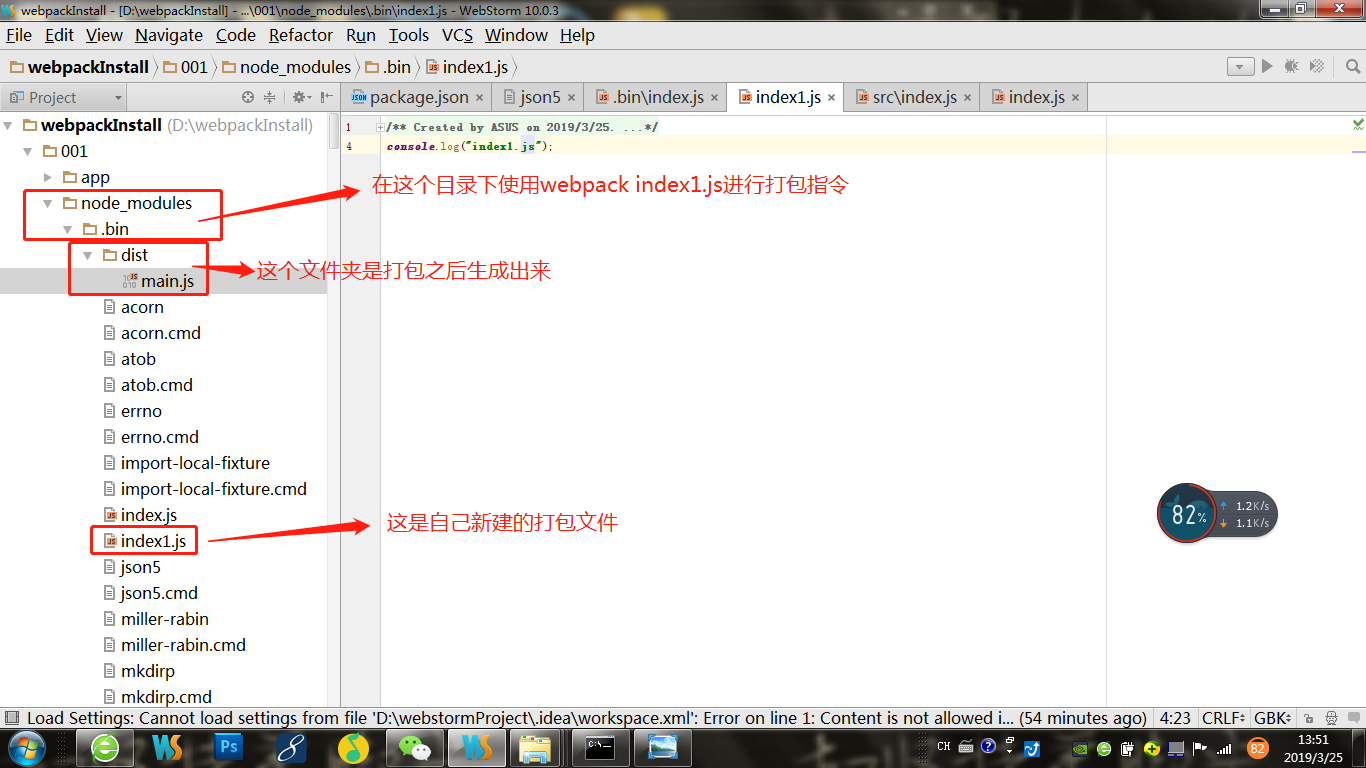 webpackInstall - [D:\webpackInstall] - ...\001\node_modules\.bin\index1.js - WebStorm 10.0.3
File Edit View Navigate Code Refactor Run Tools VCS Window Help
webpackInstall 001 node_modules .bin index1.js
Project
package.json json5 .bin\index.js index1.js src\index.js index.js
webpackInstall (D:\webpackInstall)
001
app
node_modules
.bin
dist
main.js
acorn
acorn.cmd
atob
atob.cmd
errno
errno.cmd
import-local-fixture
import-local-fixture.cmd
index.js
index1.js
json5
json5.cmd
miller-rabin
miller-rabin.cmd
mkdirp
mkdirp.cmd
1 /** Created by ASUS on 2019/3/25. ...*/
4 console.log("index1.js");
在这个目录下使用webpack index1.js进行打包指令
这个文件夹是打包之后生成出来
这是自己新建的打包文件
82%
1.2K/s
1.1K/s
Load Settings: Cannot load settings from file 'D:\webstormProject\.idea\workspace.xml': Error on line 1: Content is not allowed i... (54 minutes ago) 4:23 CRLF GBK
Ps
C:\_
CH
82
13:51
2019/3/25